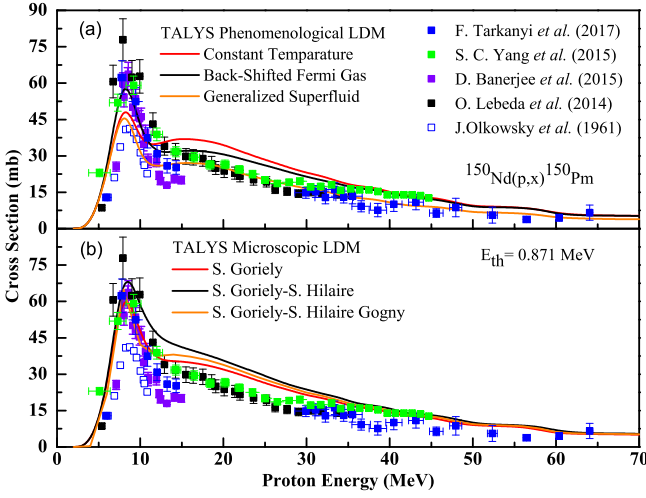 90
75
60
45
30
15
0
(a)
TALYS Phenomenological LDM
Constant Temparature
Back-Shifted Fermi Gas
Generalized Superfluid
F. Tarkanyi et al. (2017)
S. C. Yang et al. (2015)
D. Banerjee et al. (2015)
O. Lebeda et al. (2014)
J.Olkowsky et al. (1961)
150Nd(p,x)150Pm
Cross Section (mb)
75
60
45
30
15
0
(b)
TALYS Microscopic LDM
S. Goriely
S. Goriely-S. Hilaire
S. Goriely-S. Hilaire Gogny
Eth= 0.871 MeV
0 10 20 30 40 50 60 70
Proton Energy (MeV)